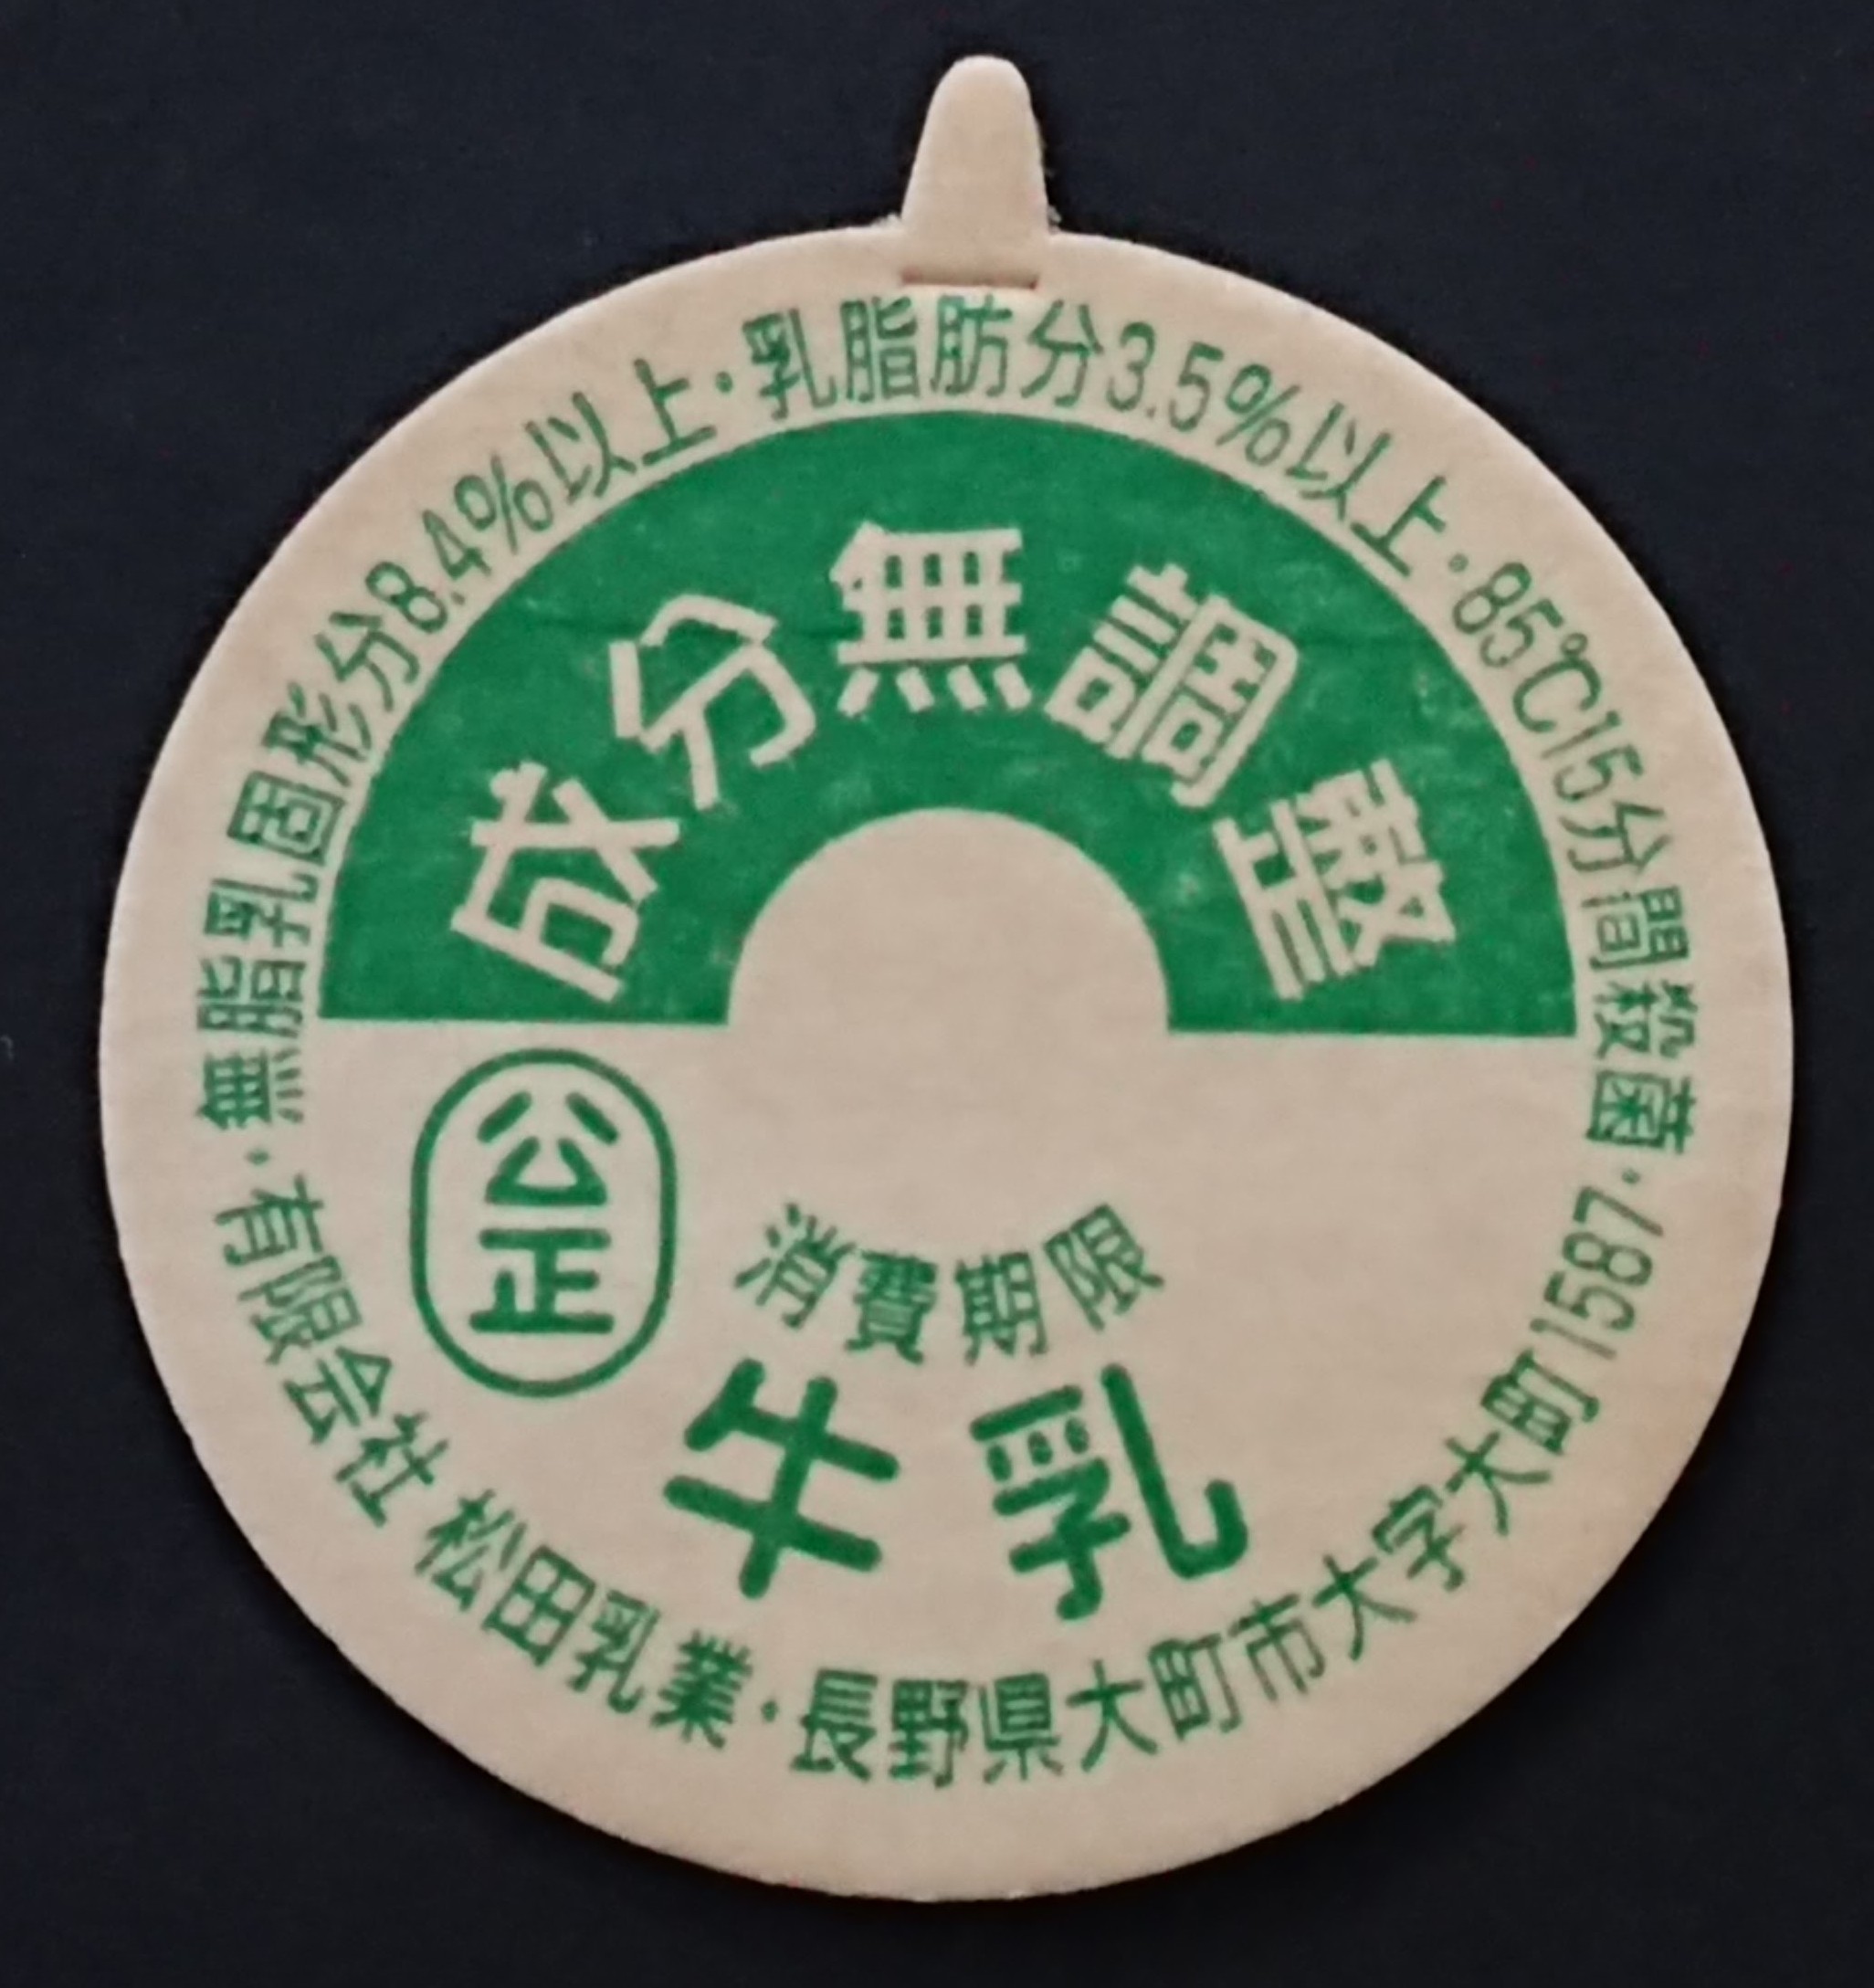 無脂乳固形分8.4%以上・乳脂肪分3.5%以上・85℃15分間殺菌・
成分無調整
公正
消費期限
牛乳
有限会社 松田乳業・長野県大町市大字大町1587・